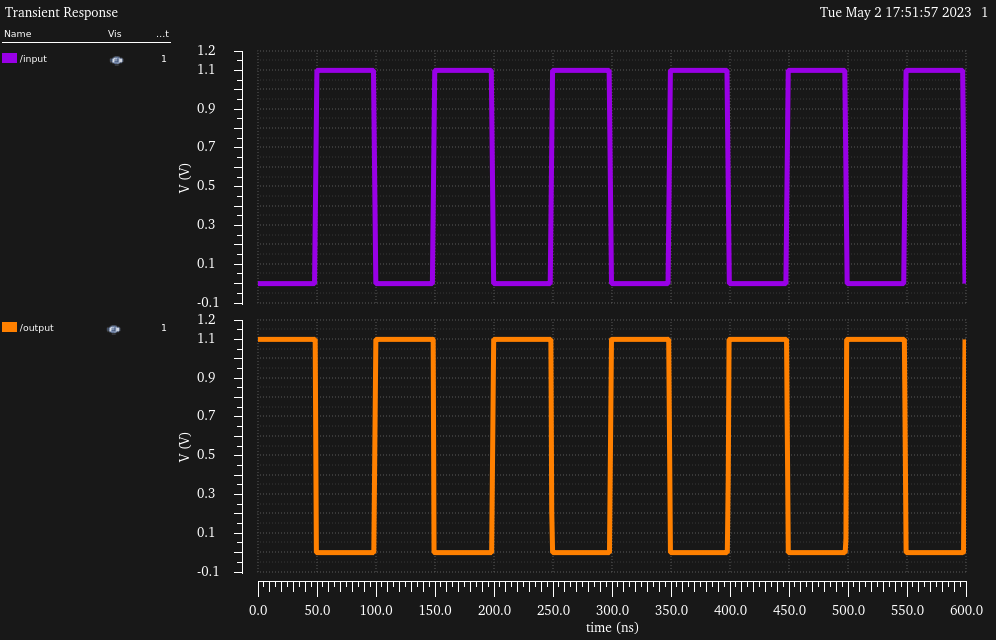 Transient Response
Tue May 2 17:51:57 2023 1
Name Vis ...t
/input 1
1.2
1.1
0.9
0.7
0.5
0.3
0.1
-0.1
V (V)
/output 1
1.2
1.1
0.9
0.7
0.5
0.3
0.1
-0.1
V (V)
0.0 50.0 100.0 150.0 200.0 250.0 300.0 350.0 400.0 450.0 500.0 550.0 600.0
time (ns)